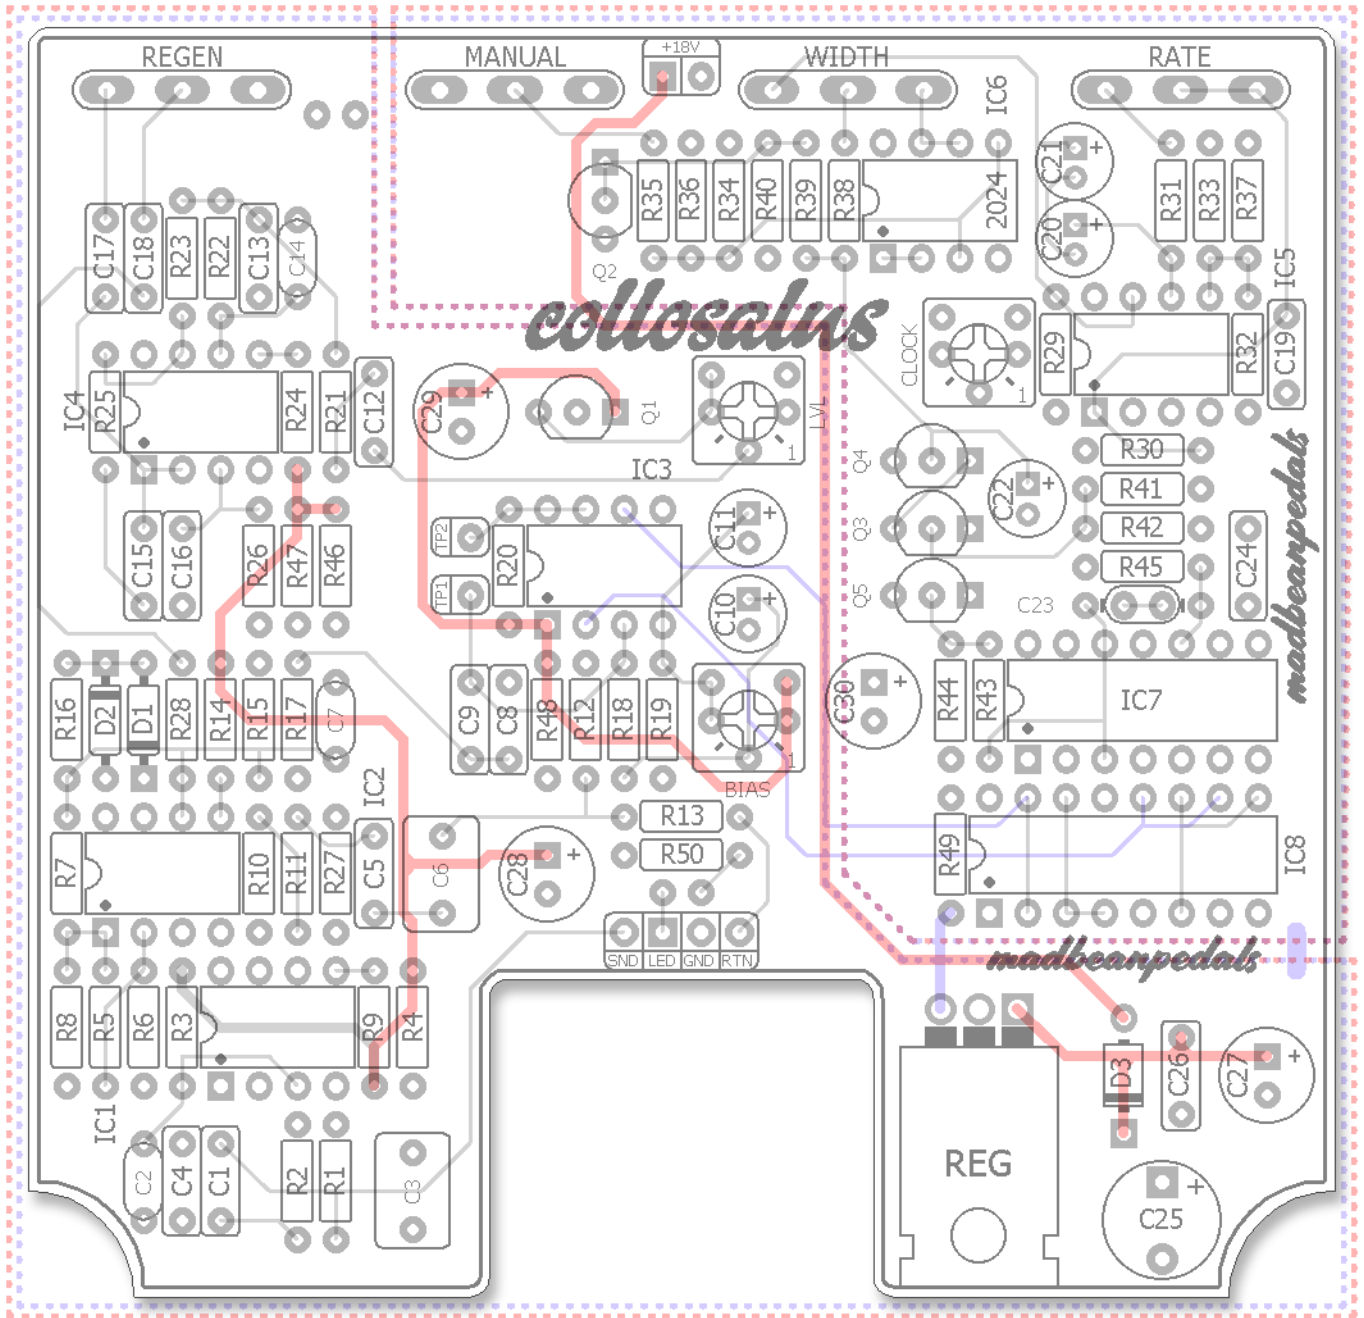 REGEN MANUAL +18V WIDTH RATE
IC6
C17 C18 R23 R22 C13 C14
R35 R36 R34 R40 R39 R38 2024
C21 C20 R31 R33 R37
Q2
IC5
collosalus
IC4 R25 R24 R21 C12 C29 Q1 LVL 1
CLOCK 1 R29 R32 C19
IC3
Q4 C22 R30
R41
Q3 R42
R45
Q5 C23 C24
madbeanpedals
C15 C16 R26 R47 R46
TP2 TP1 R20 C11 C10
R16 D2 D1 R28 R14 R15 R17 C7
C9 C8 R48 R12 R18 R19 1
BIAS
C30 R44 R43 IC7
IC2
R7 R10 R11 R27 C5 C6 C28
R13
R50
R49 IC8
SND LED GND RTN
madbeanpedals
R8 R5 R6 R3 R9 R4
IC1
D3 C26 C27
C2 C4 C1 R2 R1 C3
REG
C25